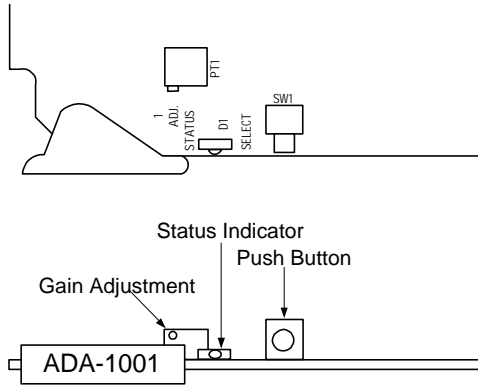 PT1
1
ADJ.
STATUS
D1
SELECT
SW1
Status Indicator
Push Button
Gain Adjustment
ADA-1001